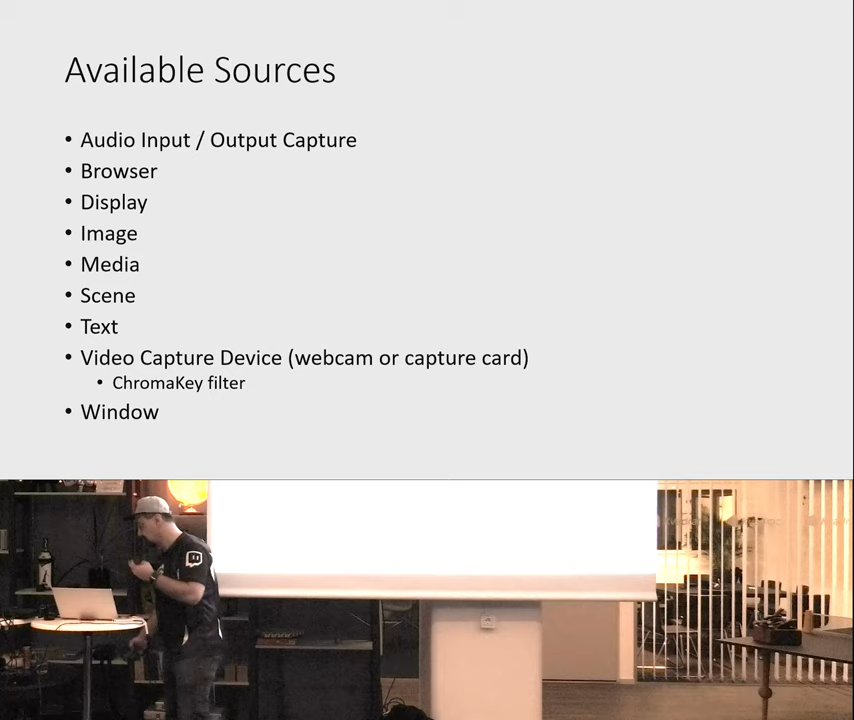 Available Sources
• Audio Input / Output Capture
• Browser
• Display
• Image
• Media
• Scene
• Text
• Video Capture Device (webcam or capture card)
• ChromaKey filter
• Window